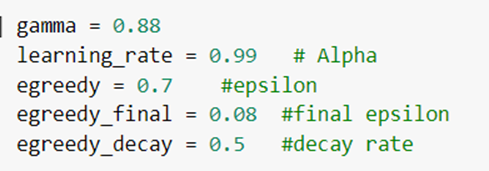 gamma = 0.88
learning_rate = 0.99   # Alpha
egreedy = 0.7    #epsilon
egreedy_final = 0.08  #final epsilon
egreedy_decay = 0.5   #decay rate